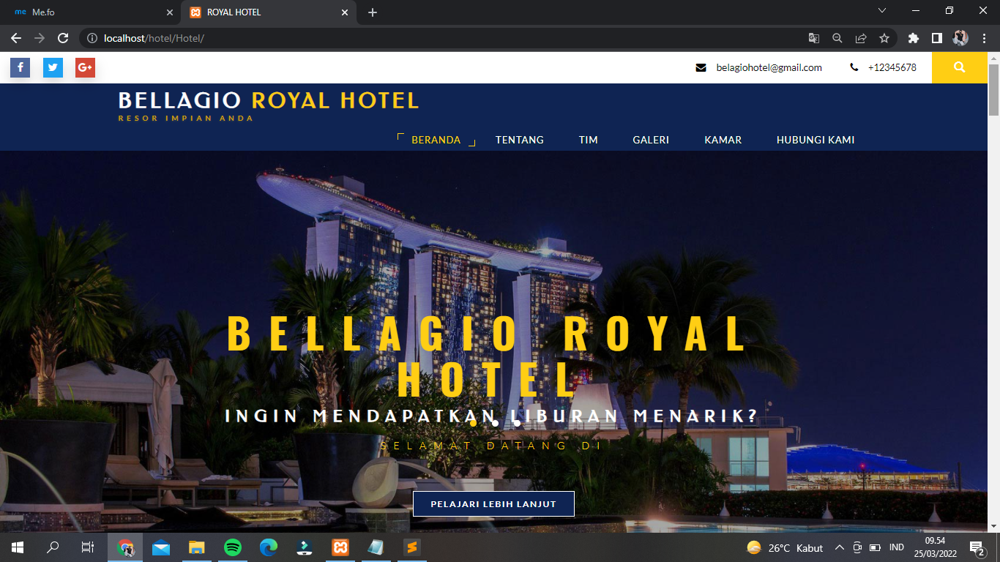 me Me.fo
ROYAL HOTEL
localhost/hotel/Hotel/
f G+ belagiohotel@gmail.com +12345678
BELLAGIO ROYAL HOTEL
RESOR IMPIAN ANDA
BERANDA TENTANG TIM GALERI KAMAR HUBUNGI KAMI
BELLAGIO ROYAL
HOTEL
INGIN MENDAPATKAN LIBURAN MENARIK?
SELAMAT DATANG DI
PELAJARI LEBIH LANJUT
26°C Kabut
IND
09.54
25/03/2022
2